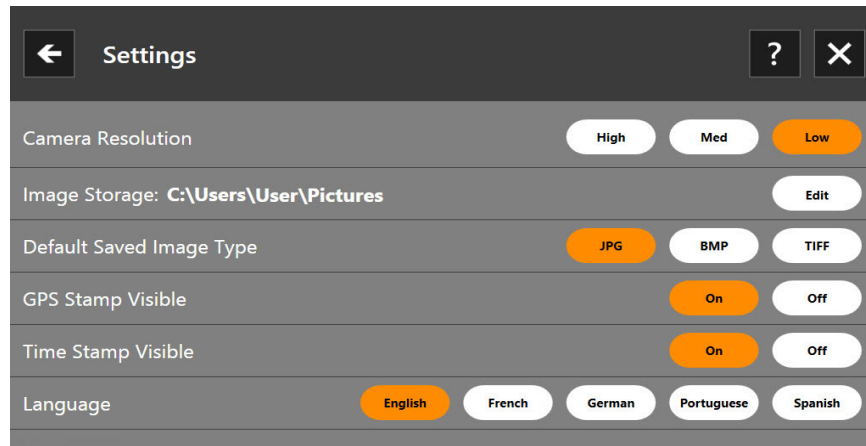 Settings ?
Camera Resolution High Med Low
Image Storage: C:\Users\User\Pictures Edit
Default Saved Image Type JPG BMP TIFF
GPS Stamp Visible On Off
Time Stamp Visible On Off
Language English French German Portuguese Spanish